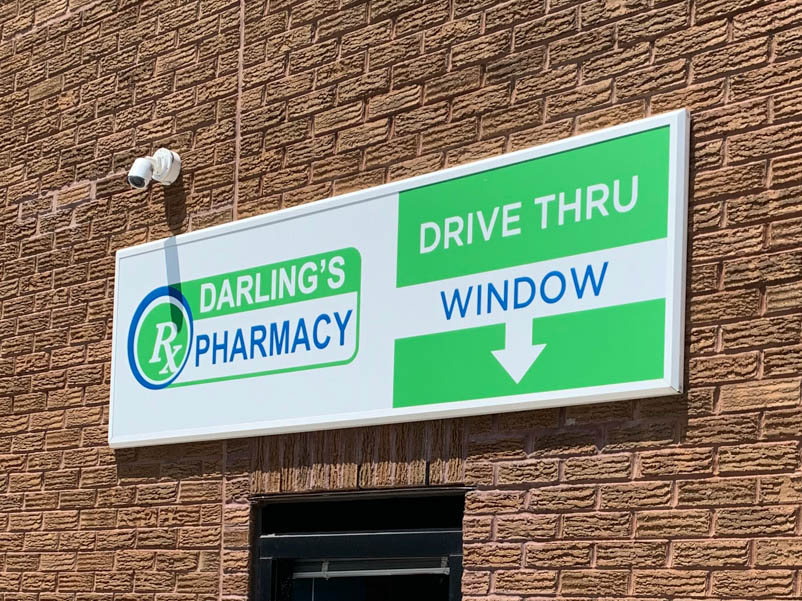 Rx
DARLING'S
PHARMACY
DRIVE THRU
WINDOW